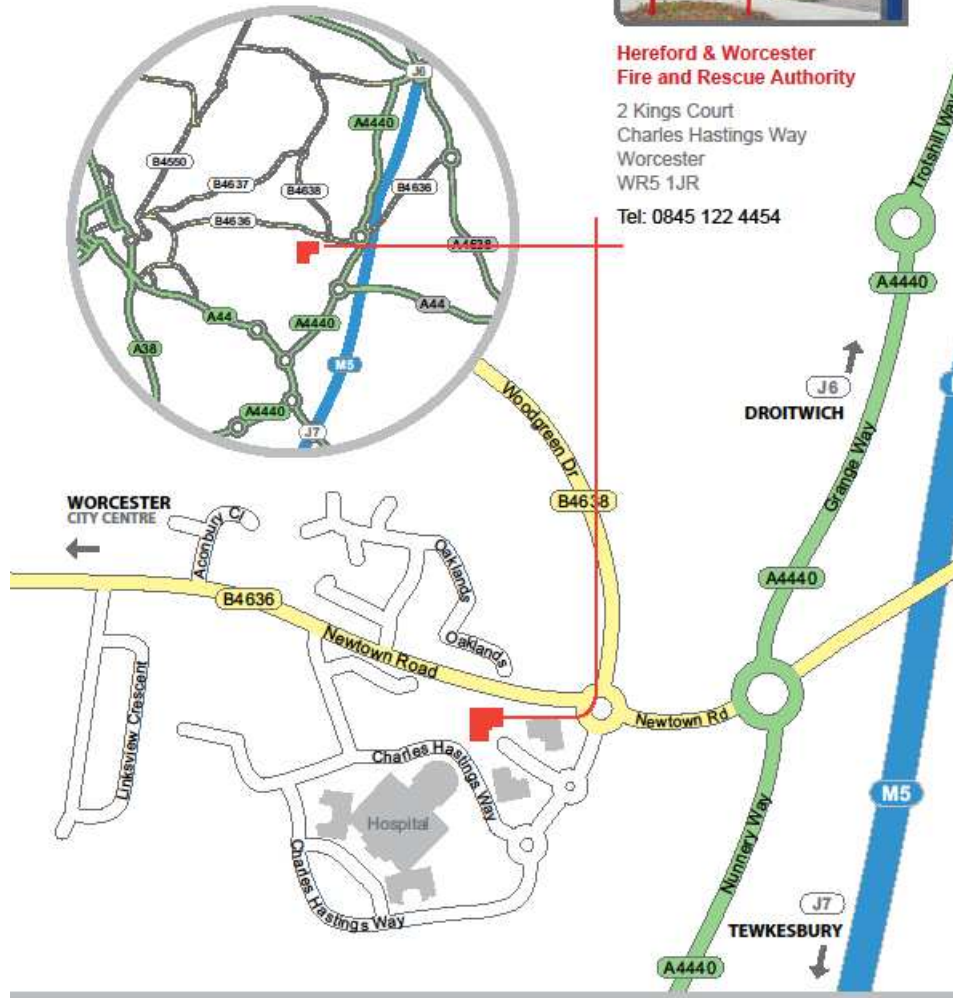 Hereford & Worcester
Fire and Rescue Authority
2 Kings Court
Charles Hastings Way
Worcester
WR5 1JR
Tel: 0845 122 4454
J6
A4440
B4550
B4637
B4638
B4636
B4636
A4538
A44
A44
A4440
A38
M5
A4440
J7
Trotshill Way
A4440
J6
DROITWICH
Woodgreen Dr
B4638
Grange Way
WORCESTER
CITY CENTRE
Aconbury Cl
Oaklands
Oaklands
A4440
B4636
Newtown Road
Newtown Rd
Linksview Crescent
Charles Hastings Way
Hospital
M5
Nunnery Way
Charles Hastings Way
J7
TEWKESBURY
A4440